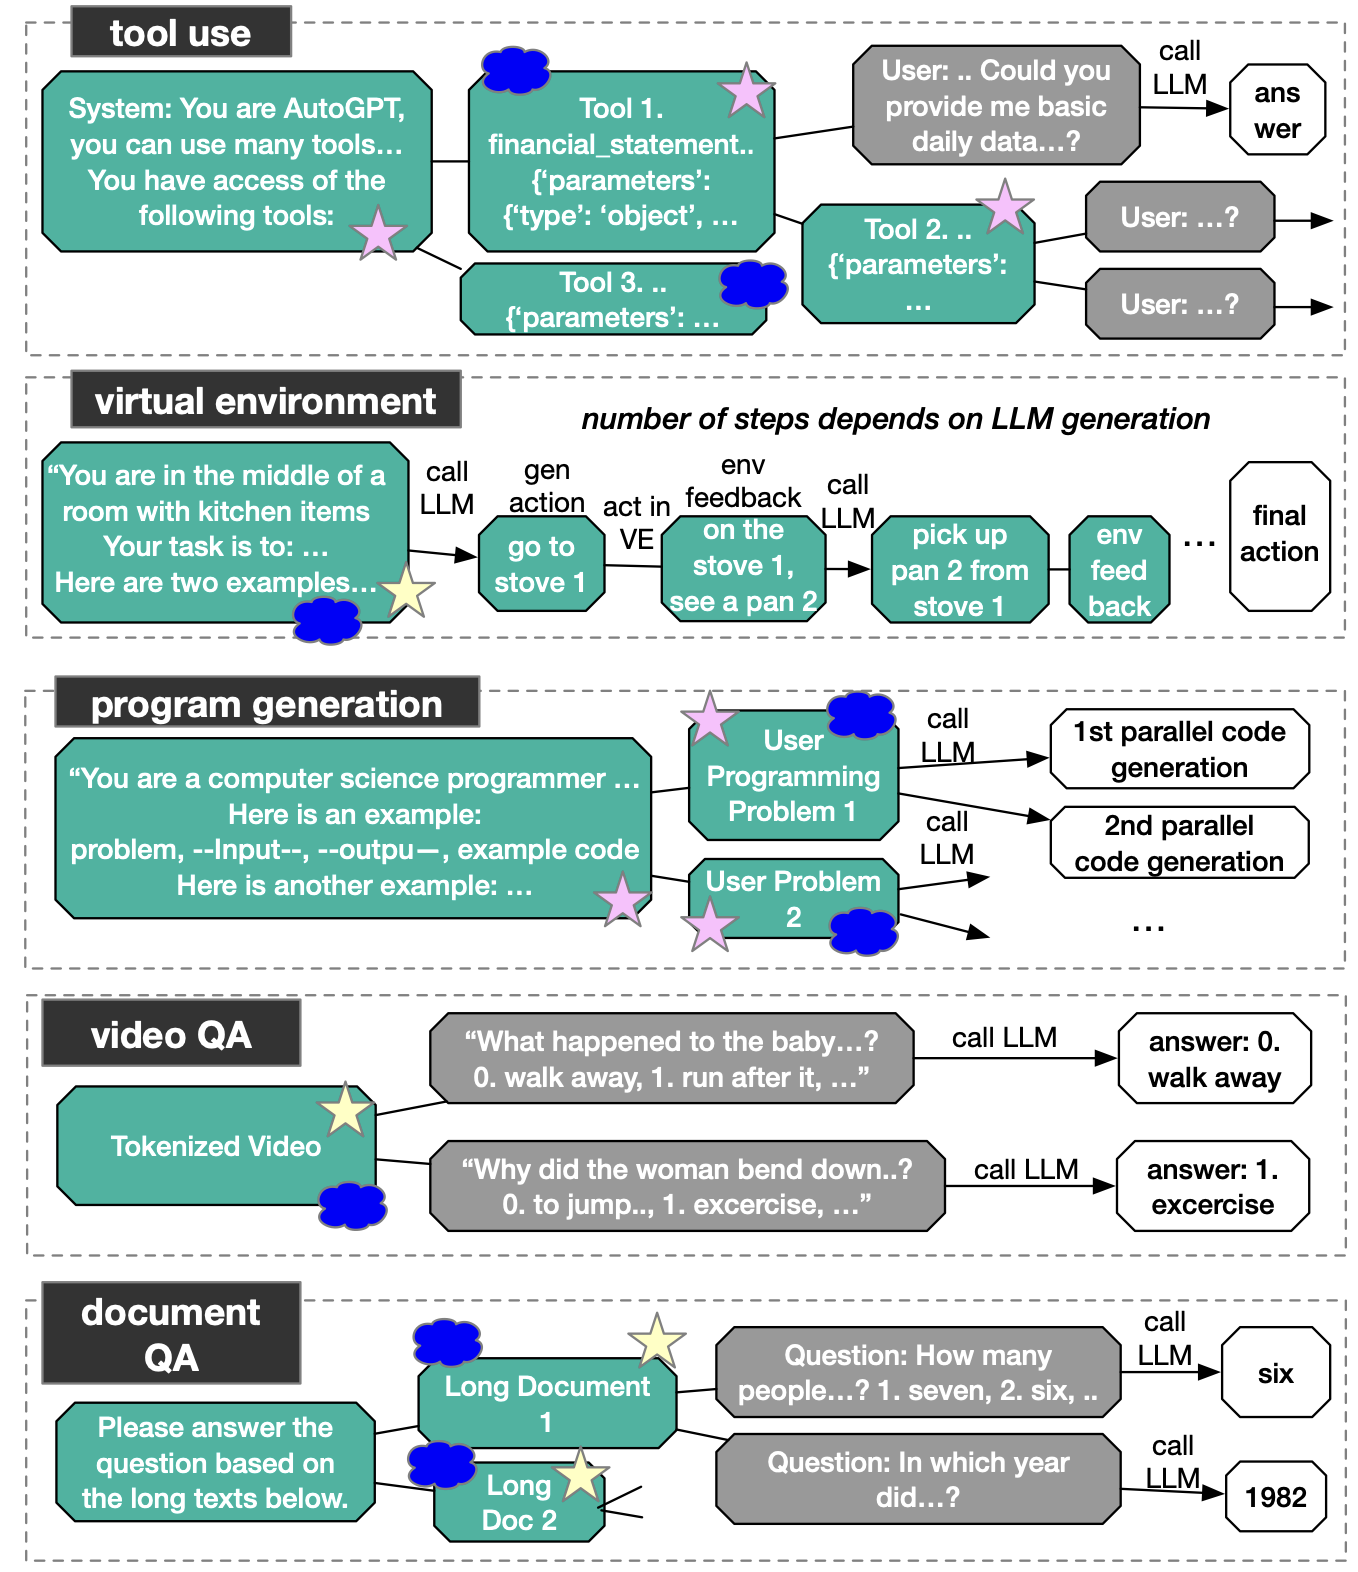 tool use
System: You are AutoGPT,
you can use many tools…
You have access of the
following tools:
Tool 1.
financial_statement..
{‘parameters’:
{‘type’: ‘object’, …
Tool 3. ..
{‘parameters’: …
User: .. Could you
provide me basic
daily data…?
call
LLM
ans
wer
Tool 2. ..
{‘parameters’:
…
User: …?
User: …?
virtual environment
number of steps depends on LLM generation
“You are in the middle of a
room with kitchen items
Your task is to: …
Here are two examples…
call
LLM
gen
action
go to
stove 1
act in
VE
env
feedback
on the
stove 1,
see a pan 2
call
LLM
pick up
pan 2 from
stove 1
env
feed
back
…
final
action
program generation
“You are a computer science programmer …
Here is an example:
problem, --Input--, --outpu—, example code
Here is another example: …
User
Programming
Problem 1
call
LLM
1st parallel code
generation
2nd parallel
code generation
User Problem
2
call
LLM
…
video QA
Tokenized Video
“What happened to the baby…?
0. walk away, 1. run after it, …”
call LLM
answer: 0.
walk away
“Why did the woman bend down..?
0. to jump.., 1. excercise, …”
call LLM
answer: 1.
excercise
document
QA
Please answer the
question based on
the long texts below.
Long Document
1
Long
Doc 2
Question: How many
people…? 1. seven, 2. six, ..
call
LLM
six
Question: In which year
did…?
call
LLM
1982